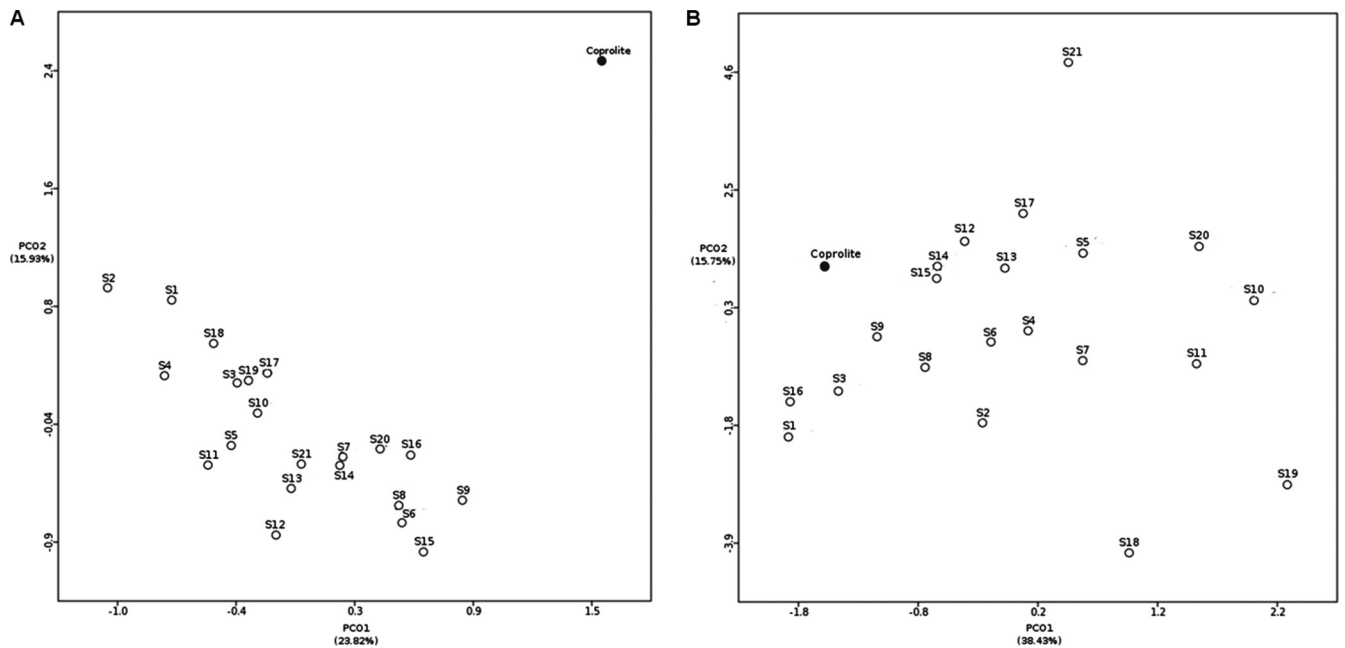 A
Coprolite
2.4
1.6
PCO2
(15.93%)
S2
S1
0.8
S18
S4
S3
S19
S17
S10
-0.04
S5
S11
S21
S7
S14
S20
S16
S13
S8
S9
S6
S12
S15
-0.9
-1.0
-0.4
0.3
0.9
1.5
PCO1
(23.82%)
B
S21
4.6
2.5
S17
S12
S5
S20
PCO2
(15.75%)
Coprolite
S14
S13
S15
S10
0.3
S4
S9
S6
S8
S7
S11
S3
S16
S2
-1.8
S1
S19
-3.9
S18
-1.8
-0.8
0.2
1.2
2.2
PCO1
(38.43%)